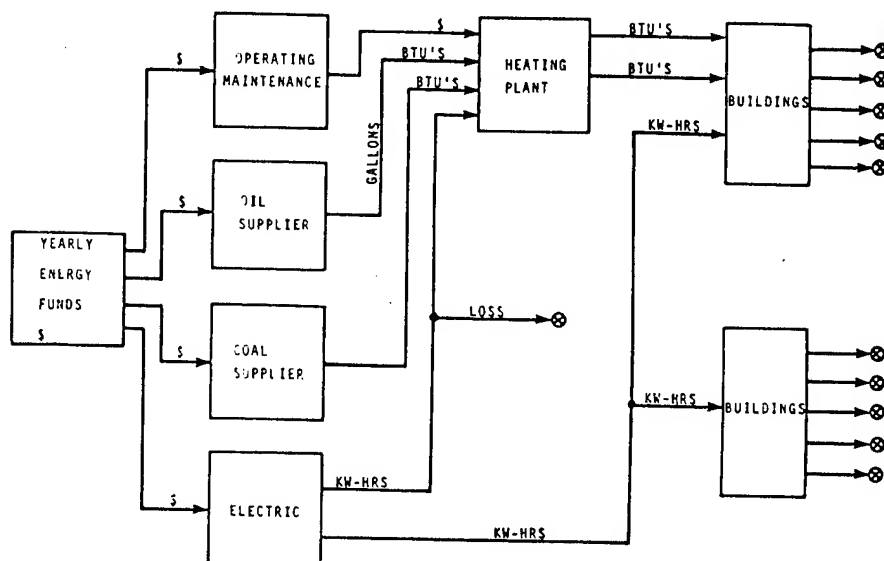 $
OPERATING
MAINTENANCE
$
BTU'S
BTU'S
GALLONS
HEATING
PLANT
BTU'S
BTU'S
KW-HRS
BUILDINGS
$
OIL
SUPPLIER
YEARLY
ENERGY
FUNDS
$
$
COAL
SUPPLIER
LOSS
KW-HRS
BUILDINGS
$
ELECTRIC
KW-HRS
KW-HRS